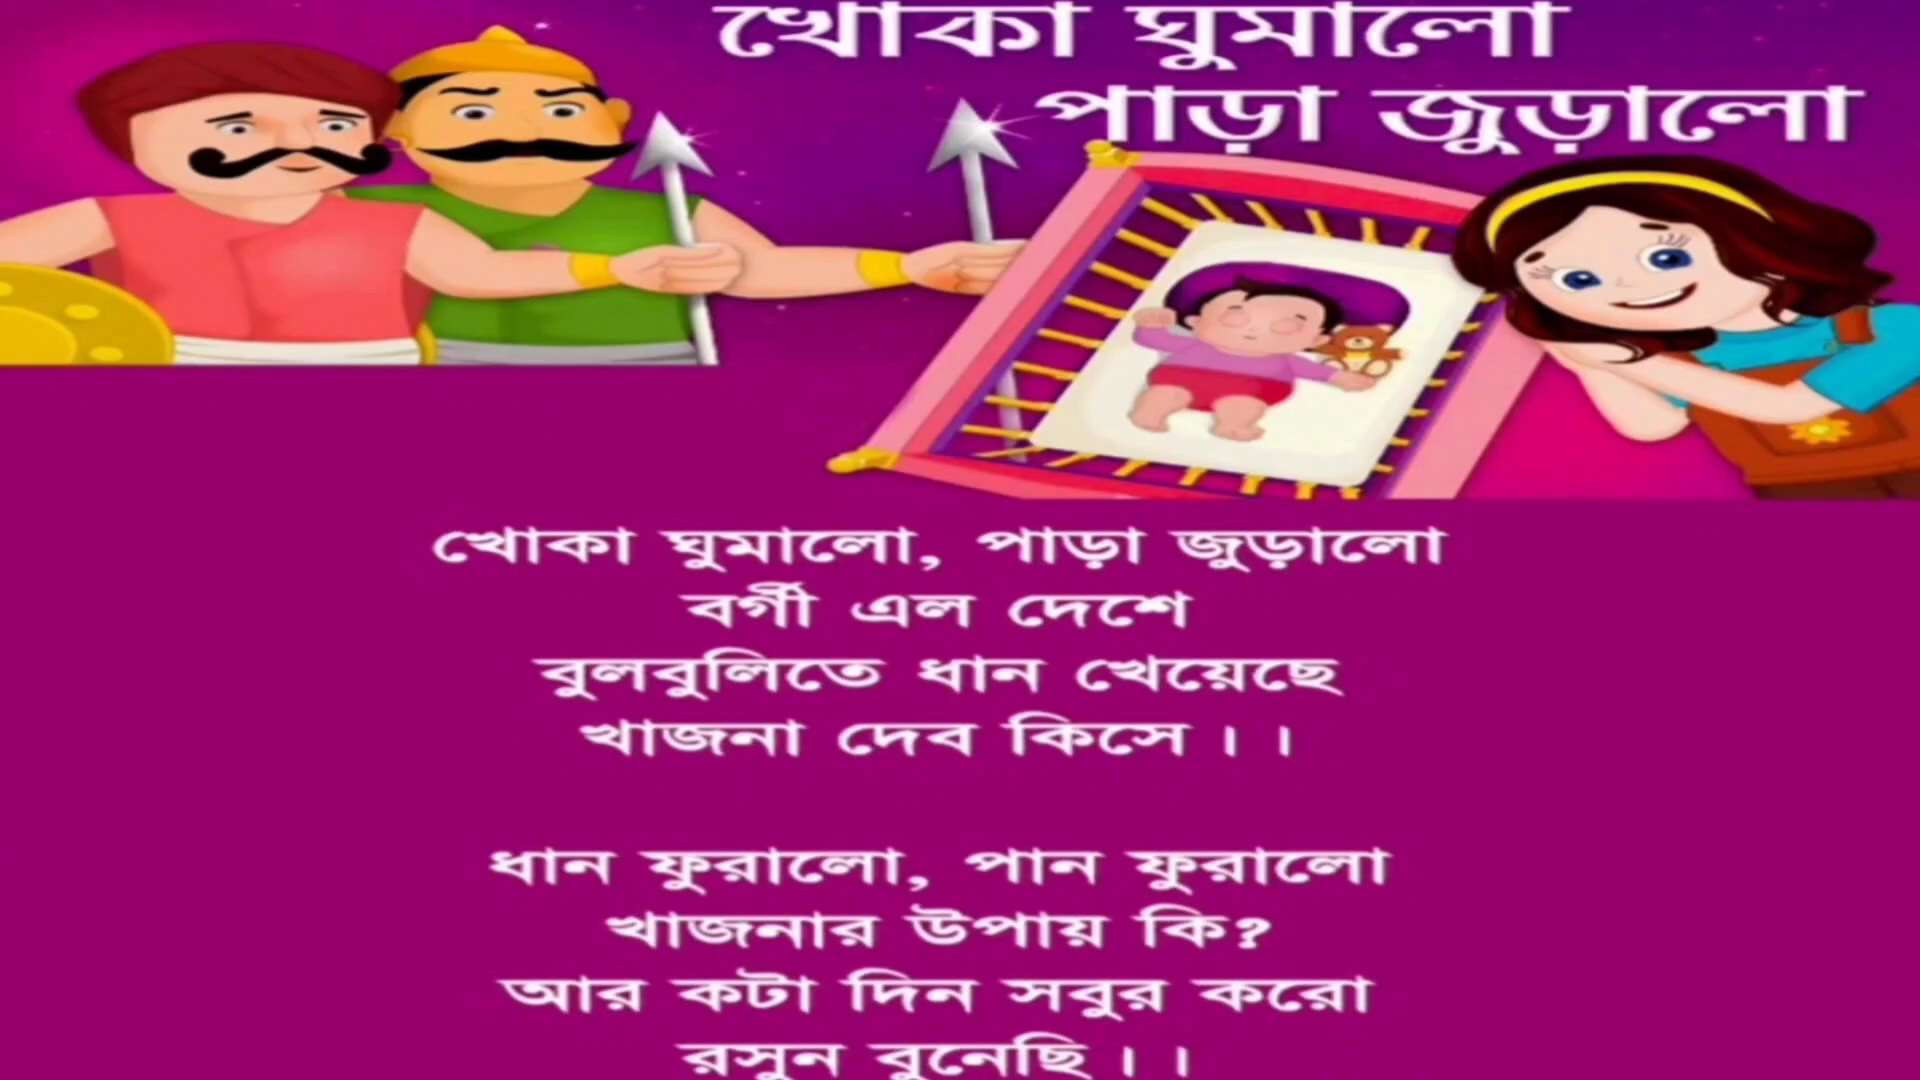 খোকা ঘুমালো
পাড়া জুড়ালো
খোকা ঘুমালো, পাড়া জুড়ালো
বর্গী এল দেশে
বুলবুলিতে ধান খেয়েছে
খাজনা দেব কিসে।।
ধান ফুরালো, পান ফুরালো
খাজনার উপায় কি?
আর কটা দিন সবুর করো
রসুন বুনেছি।।